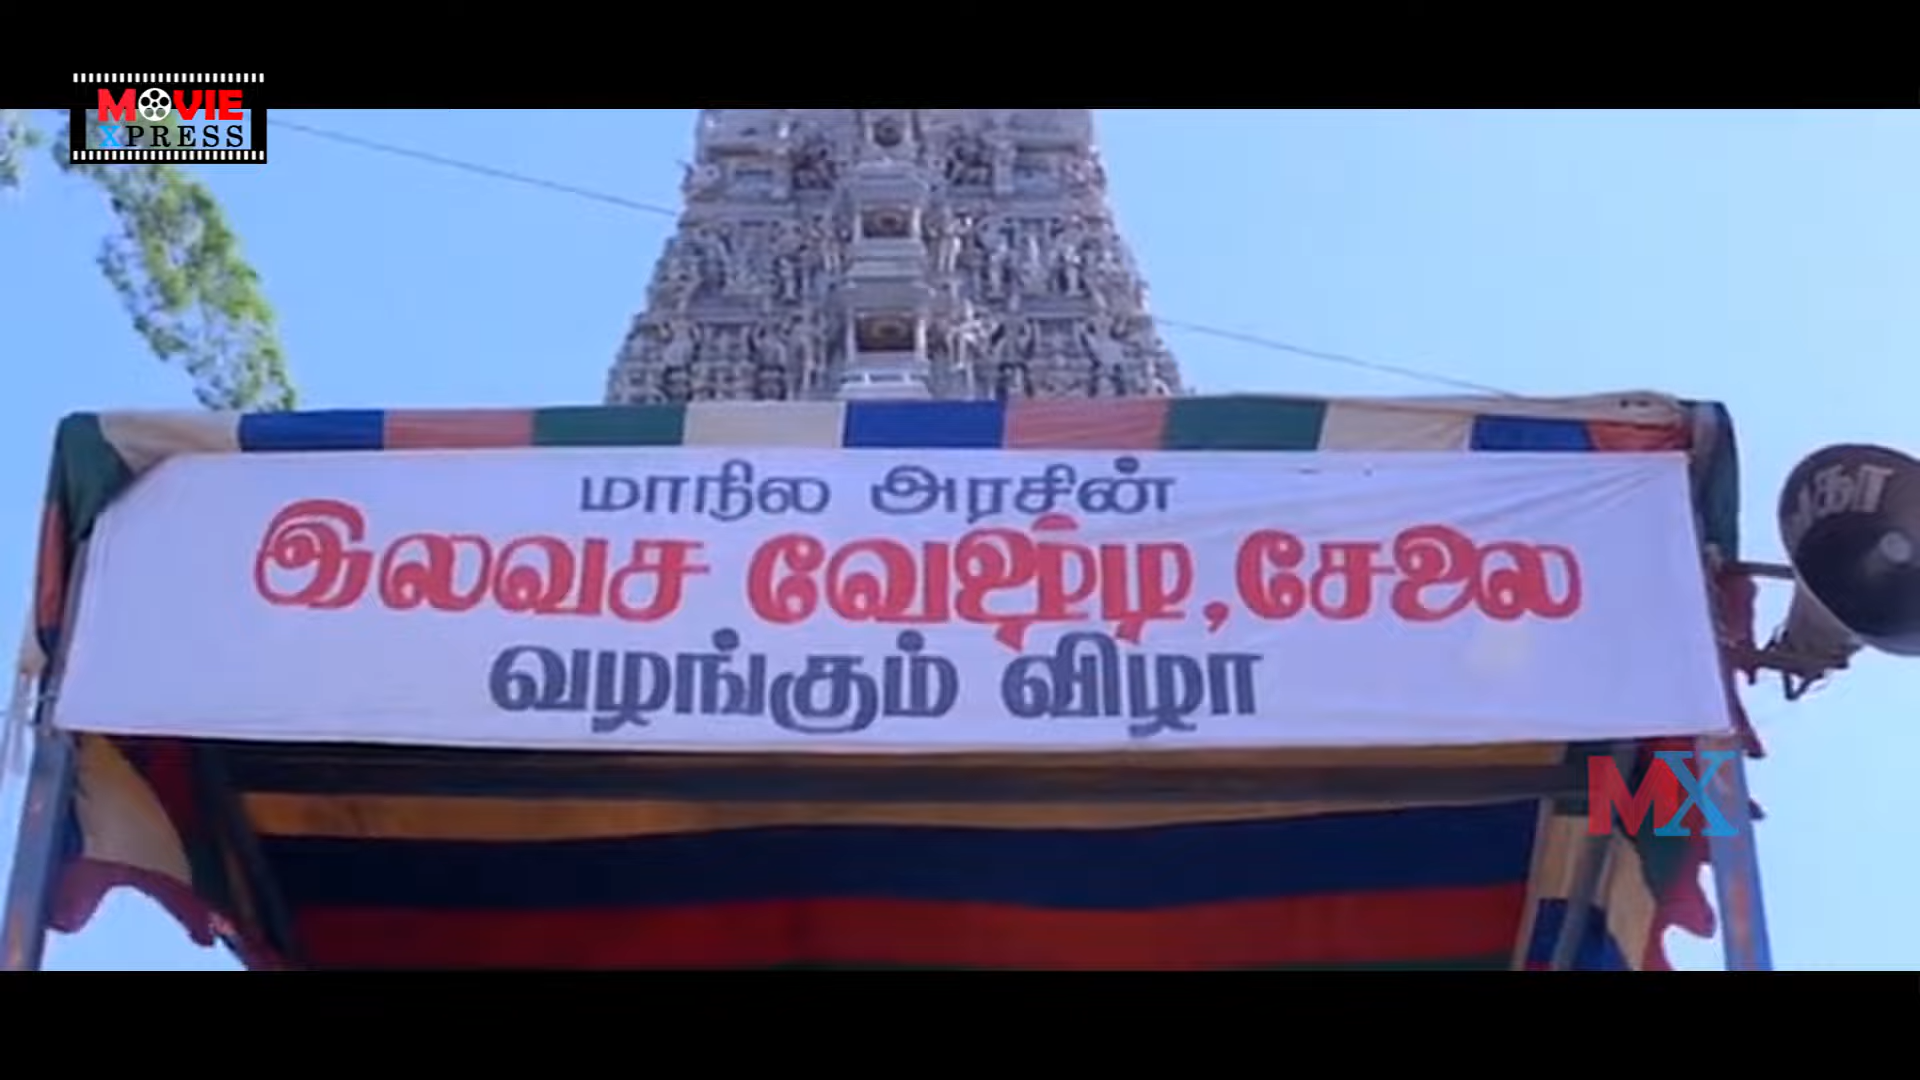 MOVIE
XPRESS
மாநில அரசின்
இலவச வேஷ்டி, சேலை
வழங்கும் விழா
MX